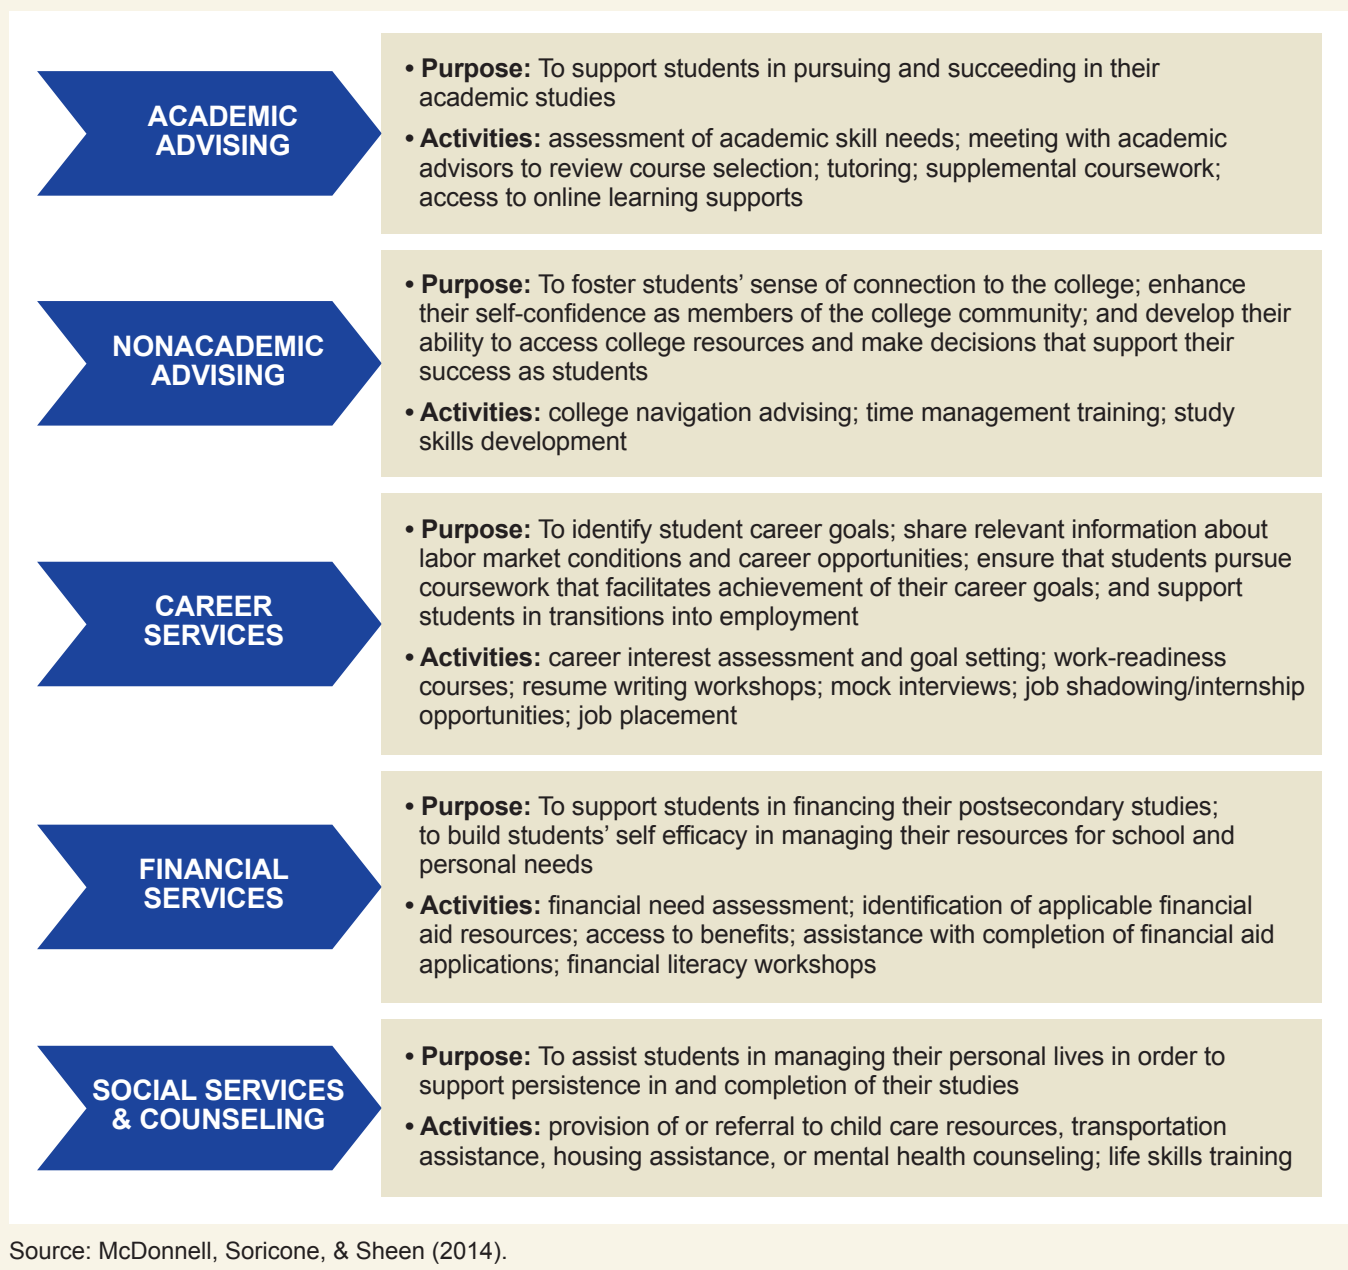 ACADEMIC
ADVISING
• Purpose: To support students in pursuing and succeeding in their
academic studies
• Activities: assessment of academic skill needs; meeting with academic
advisors to review course selection; tutoring; supplemental coursework;
access to online learning supports
NONACADEMIC
ADVISING
• Purpose: To foster students’ sense of connection to the college; enhance
their self-confidence as members of the college community; and develop their
ability to access college resources and make decisions that support their
success as students
• Activities: college navigation advising; time management training; study
skills development
CAREER
SERVICES
• Purpose: To identify student career goals; share relevant information about
labor market conditions and career opportunities; ensure that students pursue
coursework that facilitates achievement of their career goals; and support
students in transitions into employment
• Activities: career interest assessment and goal setting; work-readiness
courses; resume writing workshops; mock interviews; job shadowing/internship
opportunities; job placement
FINANCIAL
SERVICES
• Purpose: To support students in financing their postsecondary studies;
to build students’ self efficacy in managing their resources for school and
personal needs
• Activities: financial need assessment; identification of applicable financial
aid resources; access to benefits; assistance with completion of financial aid
applications; financial literacy workshops
SOCIAL SERVICES
& COUNSELING
• Purpose: To assist students in managing their personal lives in order to
support persistence in and completion of their studies
• Activities: provision of or referral to child care resources, transportation
assistance, housing assistance, or mental health counseling; life skills training
Source: McDonnell, Soricone, & Sheen (2014).